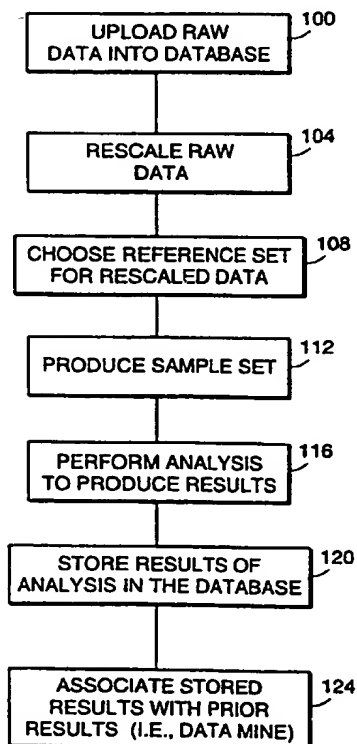 UPLOAD RAW
DATA INTO DATABASE
100
RESCALE RAW
DATA
104
CHOOSE REFERENCE SET
FOR RESCALED DATA
108
PRODUCE SAMPLE SET
112
PERFORM ANALYSIS
TO PRODUCE RESULTS
116
STORE RESULTS OF
ANALYSIS IN THE DATABASE
120
ASSOCIATE STORED
RESULTS WITH PRIOR
RESULTS (I.E., DATA MINE)
124